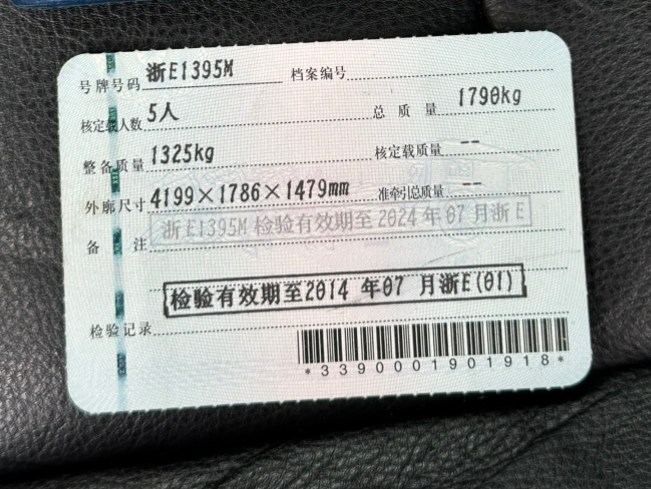 号牌号码 浙E1395M 档案编号
核定载人数 5人 总质量 1790kg
整备质量 1325kg 核定载质量 --
外廓尺寸 4199×1786×1479mm 准牵引总质量 --
浙E1395M 检验有效期至2024年07月浙E
备注
检验有效期至2014年07月浙E(01)
检验记录
*3390001901918*